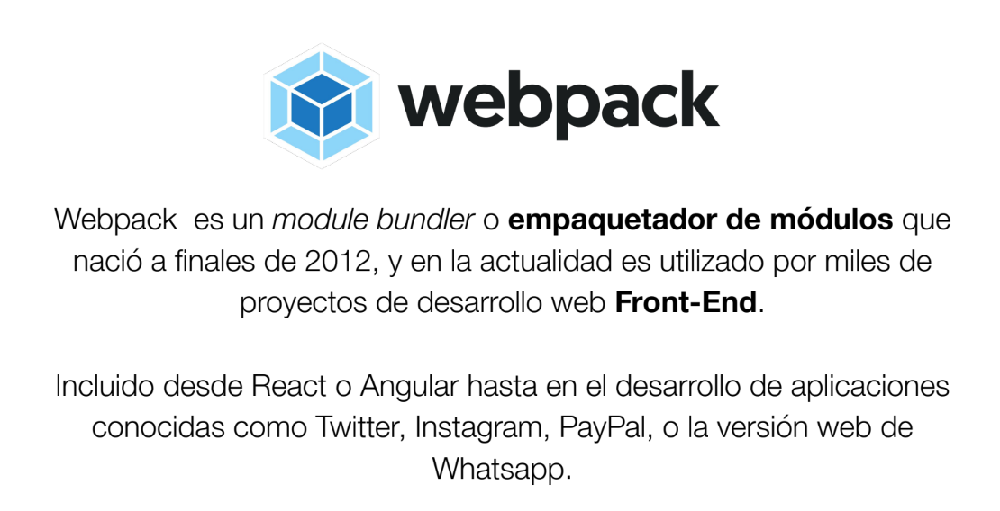 webpack
Webpack  es un module bundler o empaquetador de módulos que
nació a finales de 2012, y en la actualidad es utilizado por miles de
proyectos de desarrollo web Front-End.
Incluido desde React o Angular hasta en el desarrollo de aplicaciones
conocidas como Twitter, Instagram, PayPal, o la versión web de
Whatsapp.